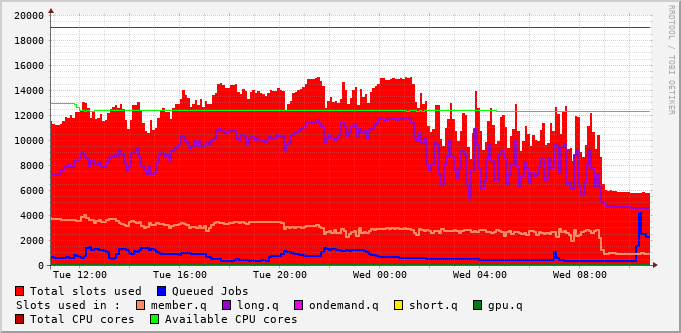 20000
18000
16000
14000
12000
10000
8000
6000
4000
2000
0
Tue 12:00 Tue 16:00 Tue 20:00 Wed 00:00 Wed 04:00 Wed 08:00
Total slots used Queued Jobs
Slots used in : member.q long.q ondemand.q short.q gpu.q
Total CPU cores Available CPU cores
RRDTOOL / TOBI OETIKER